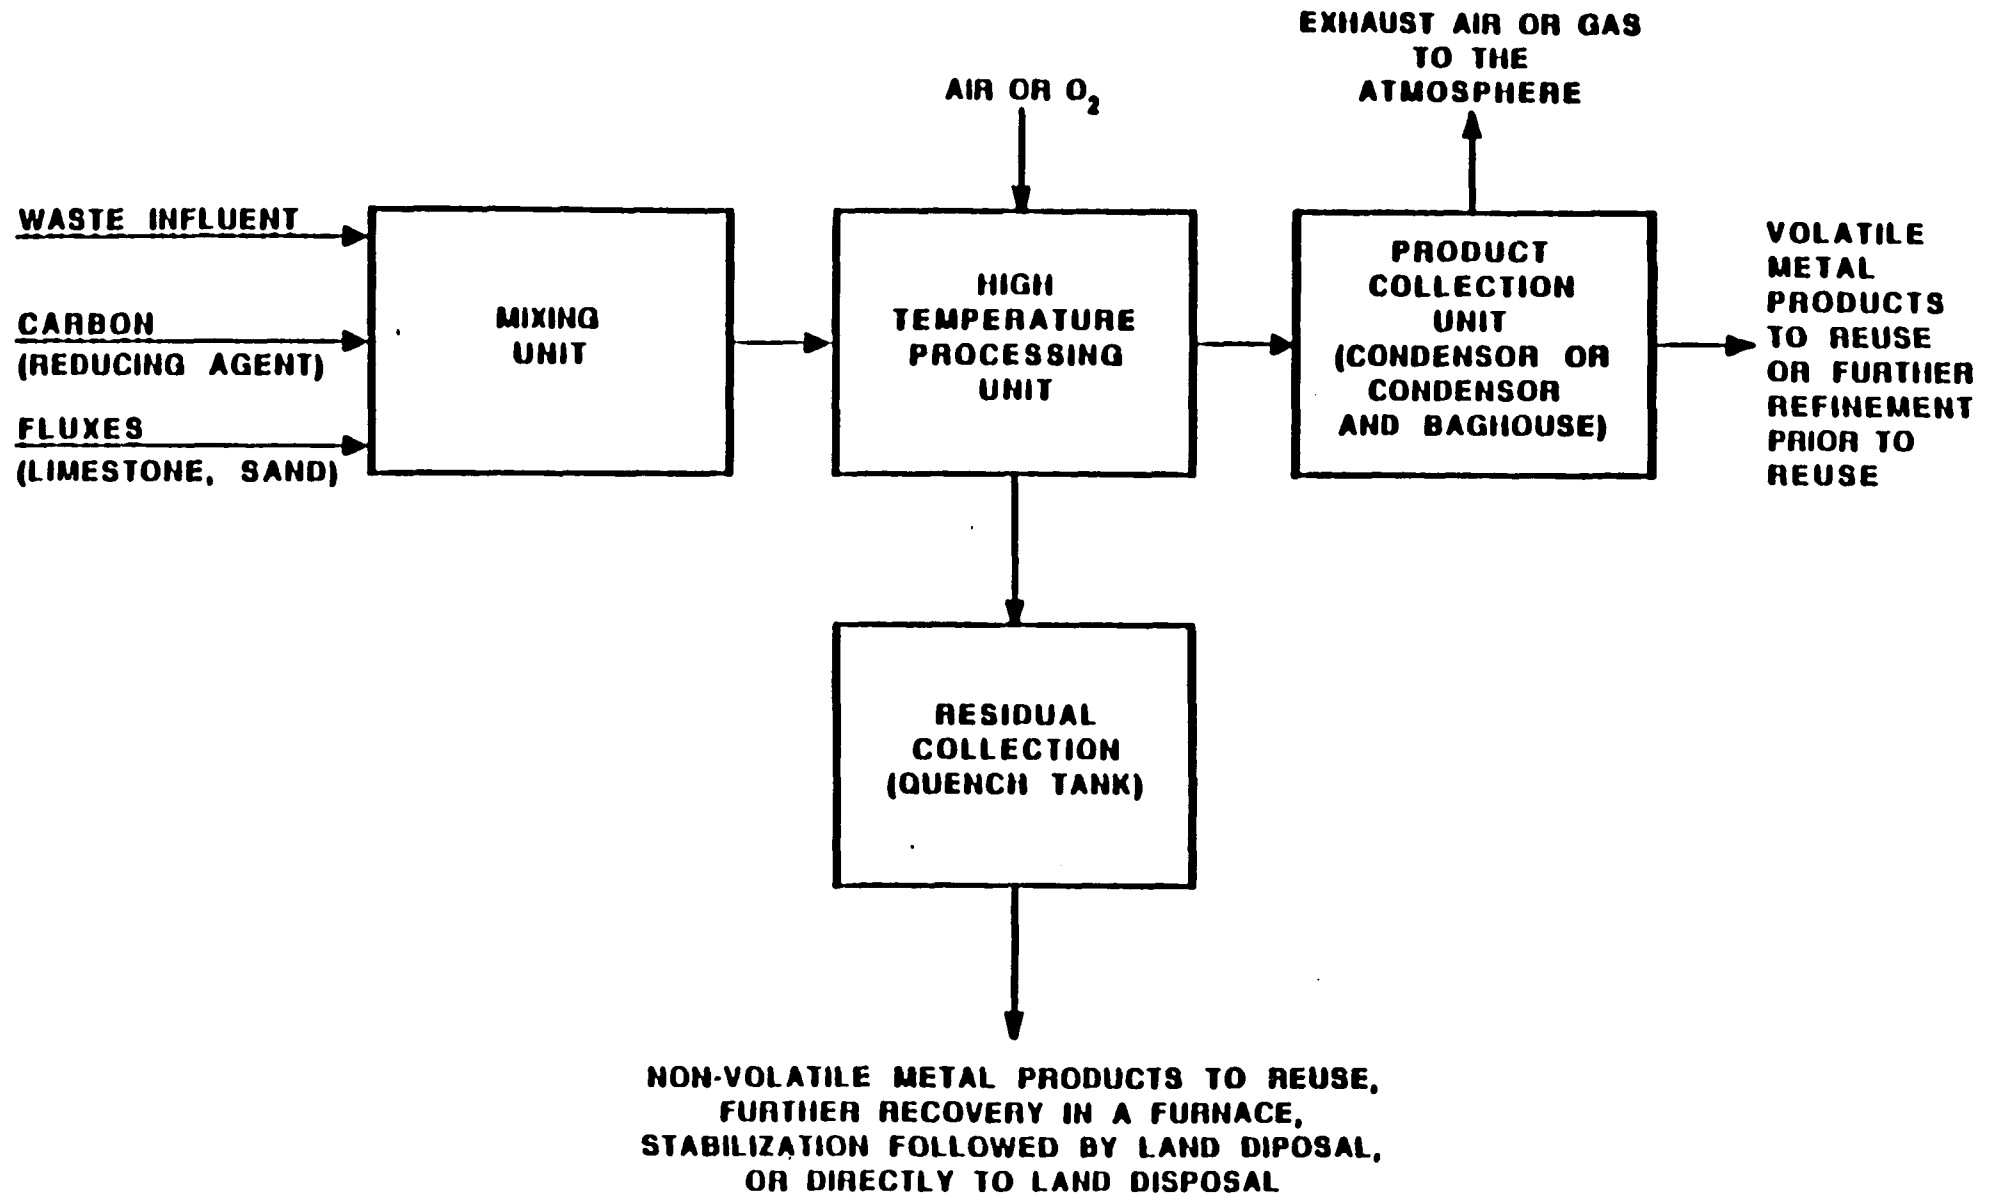 EXHAUST AIR OR GAS
TO THE
ATMOSPHERE
AIR OR O2
WASTE INFLUENT
CARBON
(REDUCING AGENT)
FLUXES
(LIMESTONE, SAND)
MIXING
UNIT
HIGH
TEMPERATURE
PROCESSING
UNIT
PRODUCT
COLLECTION
UNIT
(CONDENSOR OR
CONDENSOR
AND BAGHOUSE)
VOLATILE
METAL
PRODUCTS
TO REUSE
OR FURTHER
REFINEMENT
PRIOR TO
REUSE
RESIDUAL
COLLECTION
(QUENCH TANK)
NON-VOLATILE METAL PRODUCTS TO REUSE,
FURTHER RECOVERY IN A FURNACE,
STABILIZATION FOLLOWED BY LAND DIPOSAL,
OR DIRECTLY TO LAND DISPOSAL